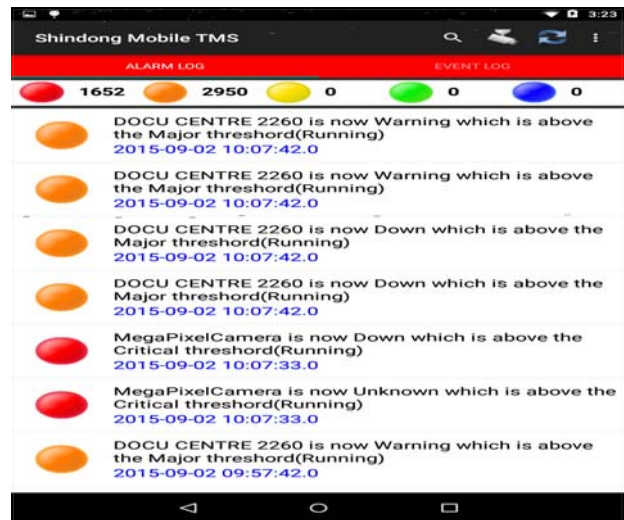 3:23
Shindong Mobile TMS
ALARM LOG EVENT LOG
1652 2950 0 0 0
DOCU CENTRE 2260 is now Warning which is above
the Major threshord(Running)
2015-09-02 10:07:42.0
DOCU CENTRE 2260 is now Warning which is above
the Major threshord(Running)
2015-09-02 10:07:42.0
DOCU CENTRE 2260 is now Down which is above the
Major threshord(Running)
2015-09-02 10:07:42.0
DOCU CENTRE 2260 is now Down which is above the
Major threshord(Running)
2015-09-02 10:07:42.0
MegaPixelCamera is now Down which is above the
Critical threshord(Running)
2015-09-02 10:07:33.0
MegaPixelCamera is now Unknown which is above the
Critical threshord(Running)
2015-09-02 10:07:33.0
DOCU CENTRE 2260 is now Warning which is above
the Major threshord(Running)
2015-09-02 09:57:42.0